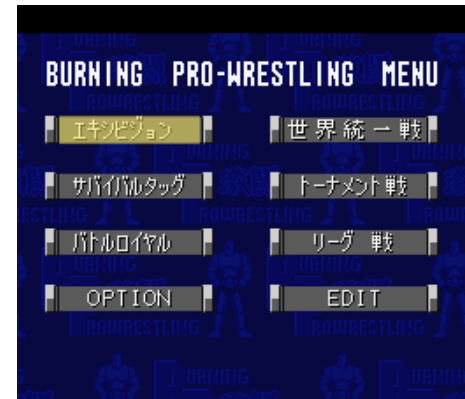 BURNING PRO-WRESTLING MENU
エキシビジョン 世界統一戦
サバイバルタッグ トーナメント戦
バトルロイヤル リーグ 戦
OPTION EDIT